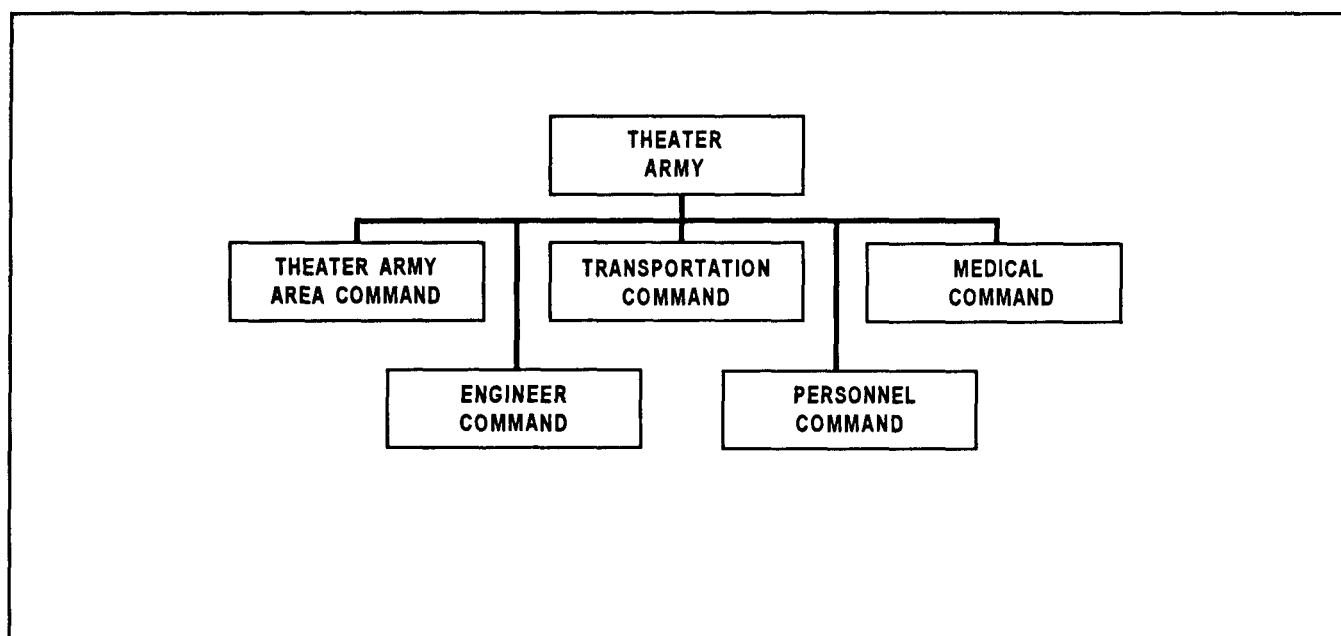 THEATER
ARMY
THEATER ARMY
AREA COMMAND
TRANSPORTATION
COMMAND
MEDICAL
COMMAND
ENGINEER
COMMAND
PERSONNEL
COMMAND